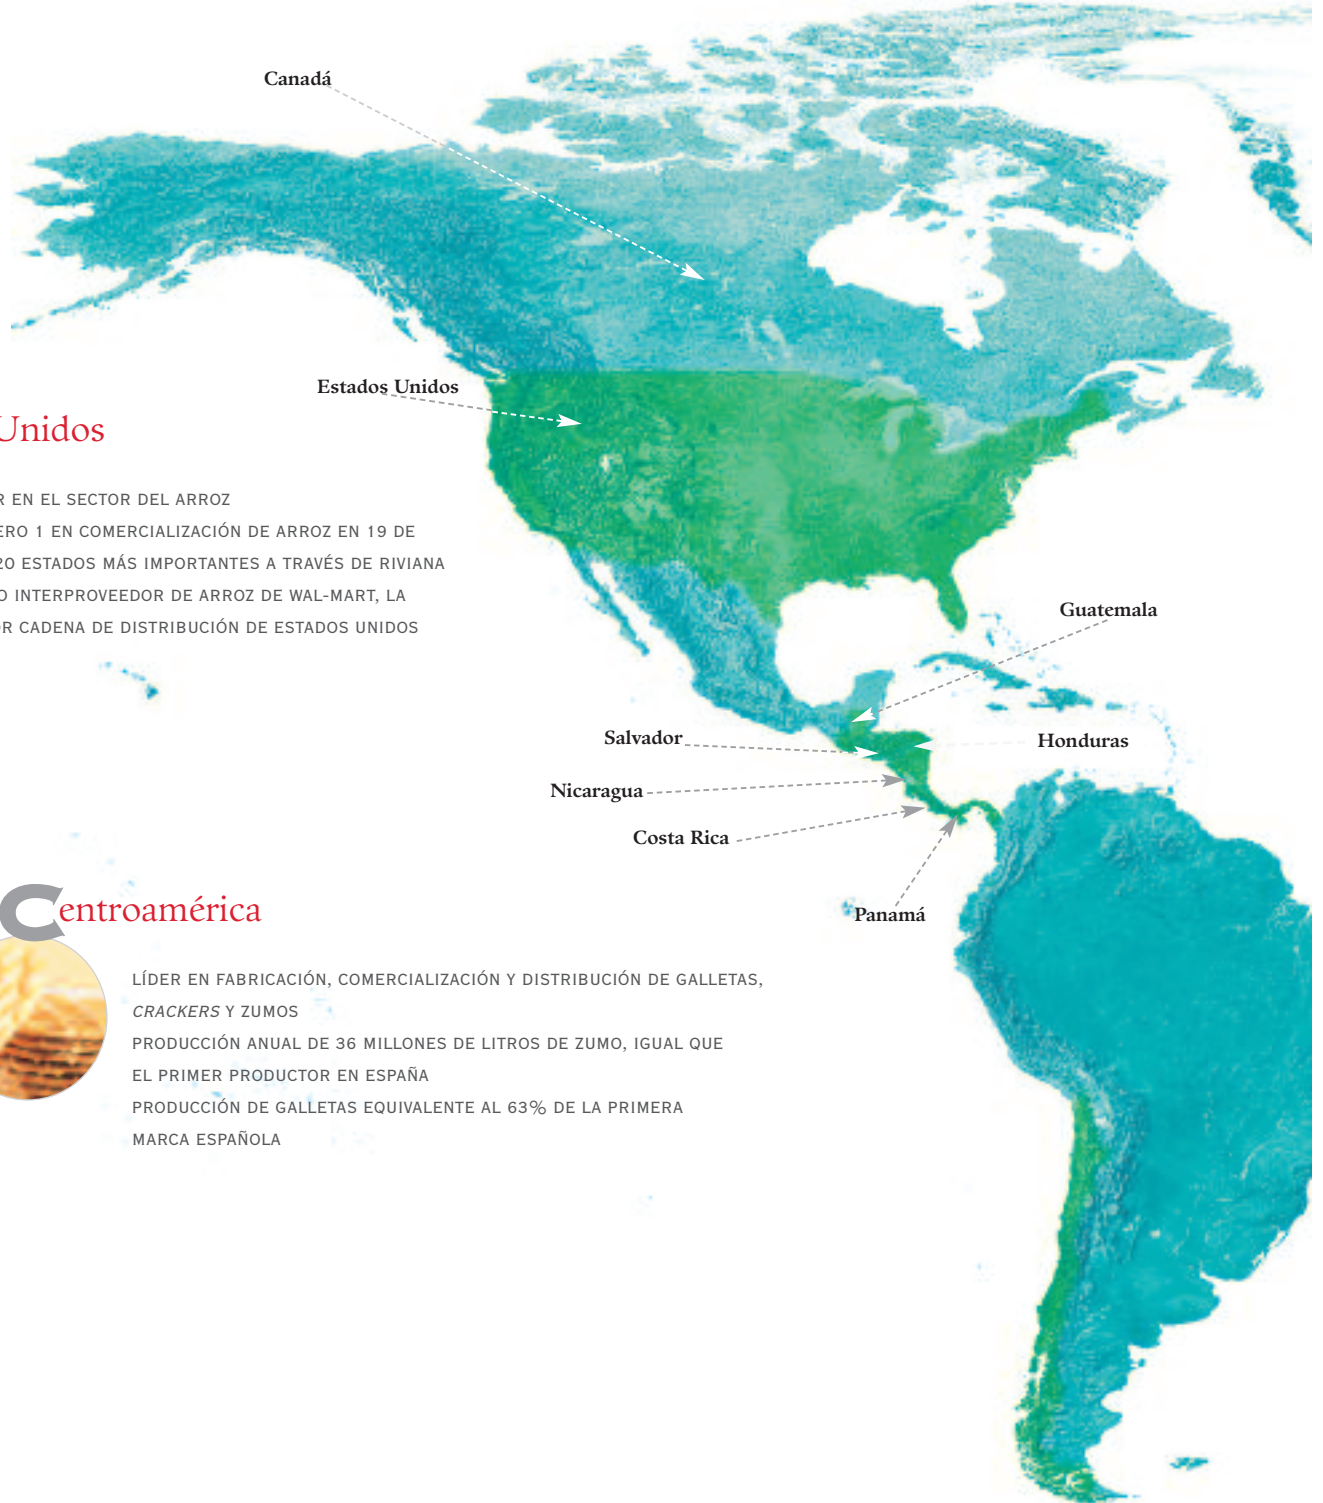 Canadá
Estados Unidos
Unidos
EN EL SECTOR DEL ARROZ
1 EN COMERCIALIZACIÓN DE ARROZ EN 19 DE
20 ESTADOS MÁS IMPORTANTES A TRAVÉS DE RIVIANA
INTERPROVEEDOR DE ARROZ DE WAL-MART, LA
CADENA DE DISTRIBUCIÓN DE ESTADOS UNIDOS
Guatemala
Salvador
Honduras
Nicaragua
Costa Rica
Panamá
Centroamérica
LÍDER EN FABRICACIÓN, COMERCIALIZACIÓN Y DISTRIBUCIÓN DE GALLETAS,
CRACKERS Y ZUMOS
PRODUCCIÓN ANUAL DE 36 MILLONES DE LITROS DE ZUMO, IGUAL QUE
EL PRIMER PRODUCTOR EN ESPAÑA
PRODUCCIÓN DE GALLETAS EQUIVALENTE AL 63% DE LA PRIMERA
MARCA ESPAÑOLA